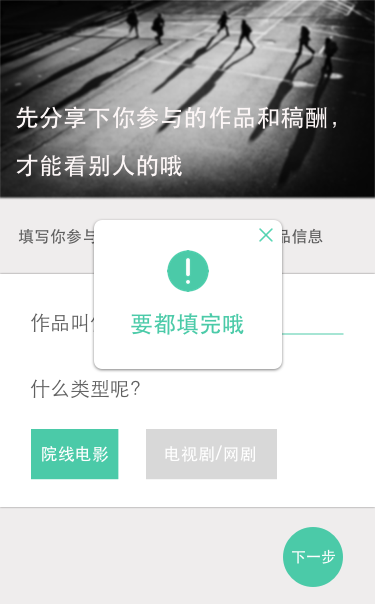 先分享下你参与的作品和稿酬，
才能看别人的哦
填写你参与
品信息
要都填完哦
作品叫
什么类型呢?
院线电影
电视剧/网剧
下一步